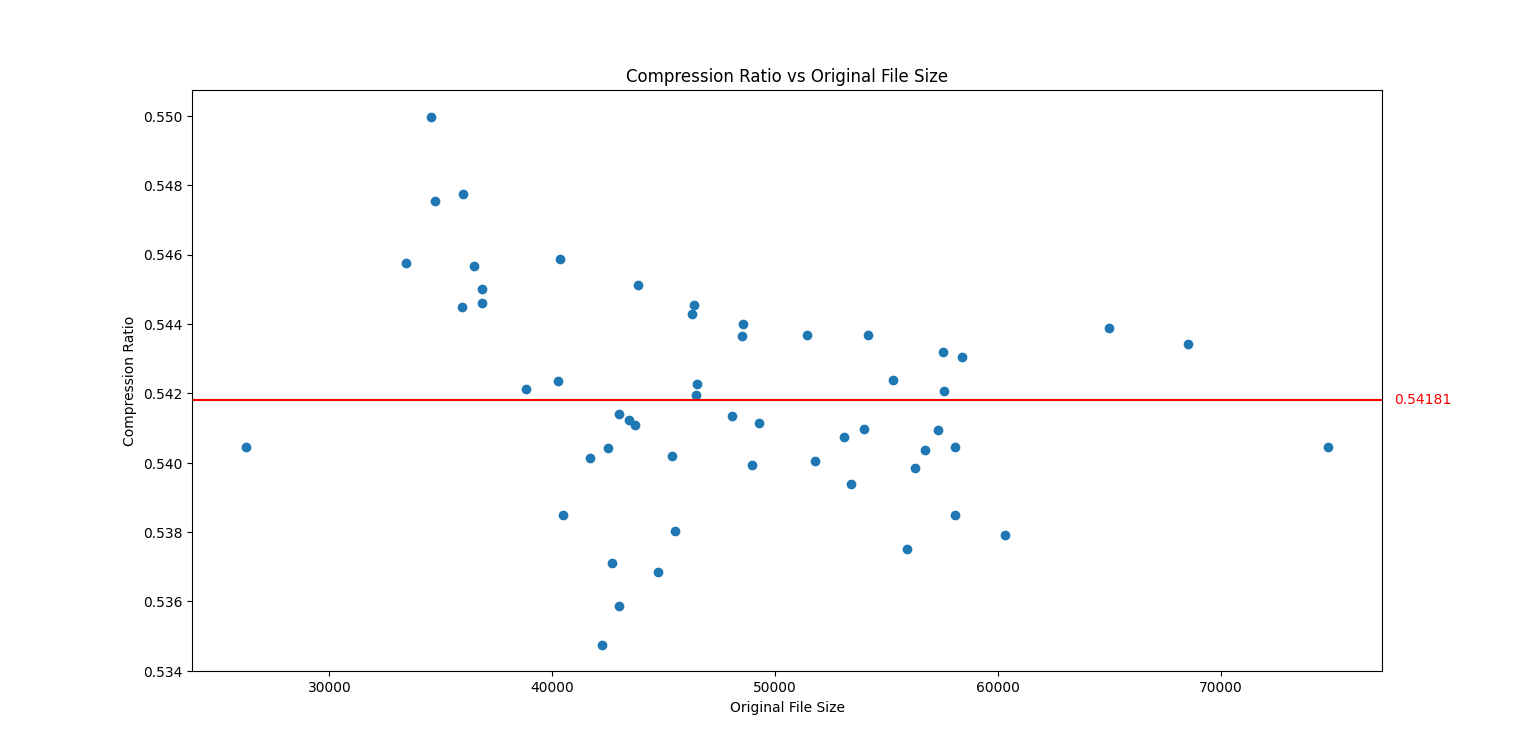 Compression Ratio vs Original File Size
0.550
0.548
0.546
0.544
0.542
0.540
0.538
0.536
0.534
Compression Ratio
0.54181
30000 40000 50000 60000 70000
Original File Size